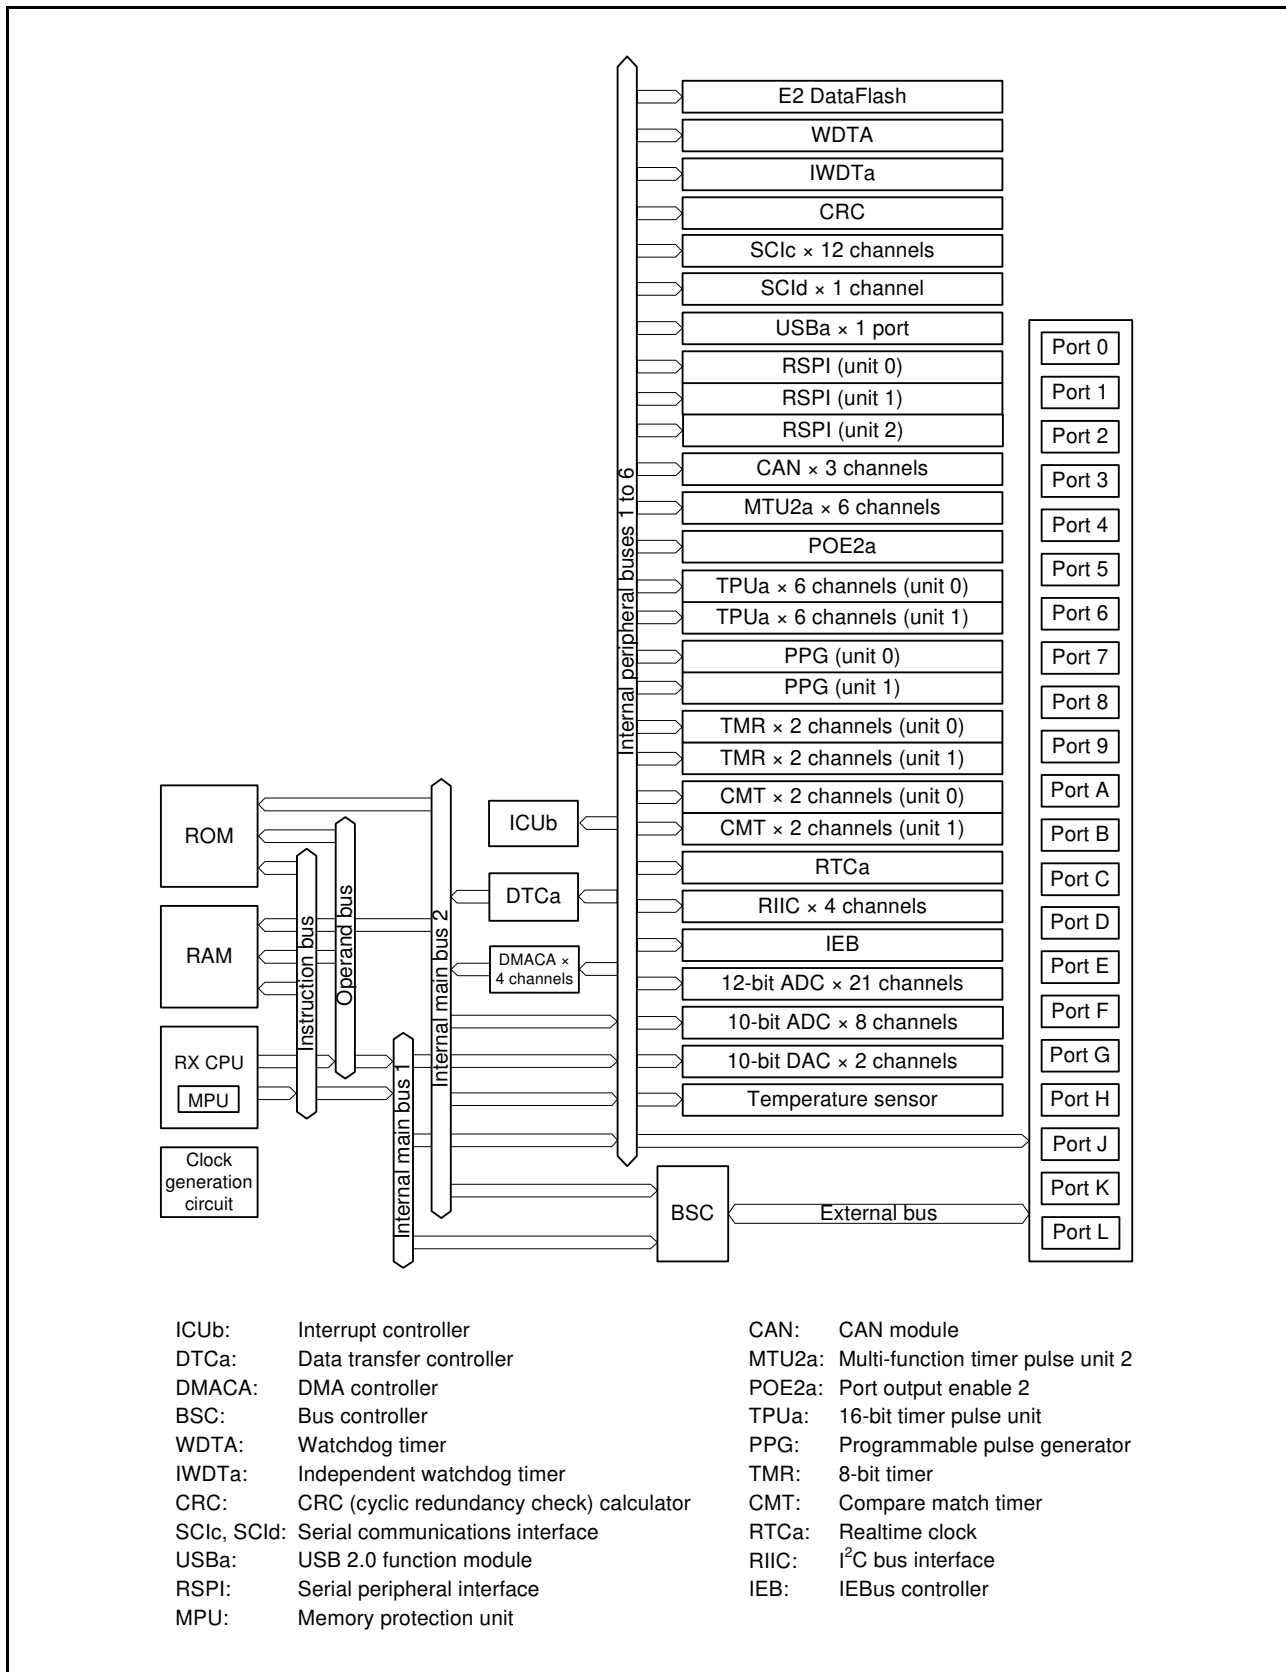 E2 DataFlash
WDTA
IWDTa
CRC
SCIc × 12 channels
SCId × 1 channel
USBa × 1 port
RSPI (unit 0)
RSPI (unit 1)
RSPI (unit 2)
CAN × 3 channels
MTU2a × 6 channels
POE2a
TPUa × 6 channels (unit 0)
TPUa × 6 channels (unit 1)
PPG (unit 0)
PPG (unit 1)
TMR × 2 channels (unit 0)
TMR × 2 channels (unit 1)
CMT × 2 channels (unit 0)
CMT × 2 channels (unit 1)
RTCa
RIIC × 4 channels
IEB
12-bit ADC × 21 channels
10-bit ADC × 8 channels
10-bit DAC × 2 channels
Temperature sensor
Port 0
Port 1
Port 2
Port 3
Port 4
Port 5
Port 6
Port 7
Port 8
Port 9
Port A
Port B
Port C
Port D
Port E
Port F
Port G
Port H
Port J
Port K
Port L
Internal peripheral buses 1 to 6
ROM
RAM
RX CPU
MPU
Clock
generation
circuit
Instruction bus
Operand bus
Internal main bus 1
Internal main bus 2
ICUb
DTCa
DMACA ×
4 channels
BSC
External bus
ICUb: Interrupt controller
DTCa: Data transfer controller
DMACA: DMA controller
BSC: Bus controller
WDTA: Watchdog timer
IWDTa: Independent watchdog timer
CRC: CRC (cyclic redundancy check) calculator
SCIc, SCId: Serial communications interface
USBa: USB 2.0 function module
RSPI: Serial peripheral interface
MPU: Memory protection unit
CAN: CAN module
MTU2a: Multi-function timer pulse unit 2
POE2a: Port output enable 2
TPUa: 16-bit timer pulse unit
PPG: Programmable pulse generator
TMR: 8-bit timer
CMT: Compare match timer
RTCa: Realtime clock
RIIC: I²C bus interface
IEB: IEBus controller